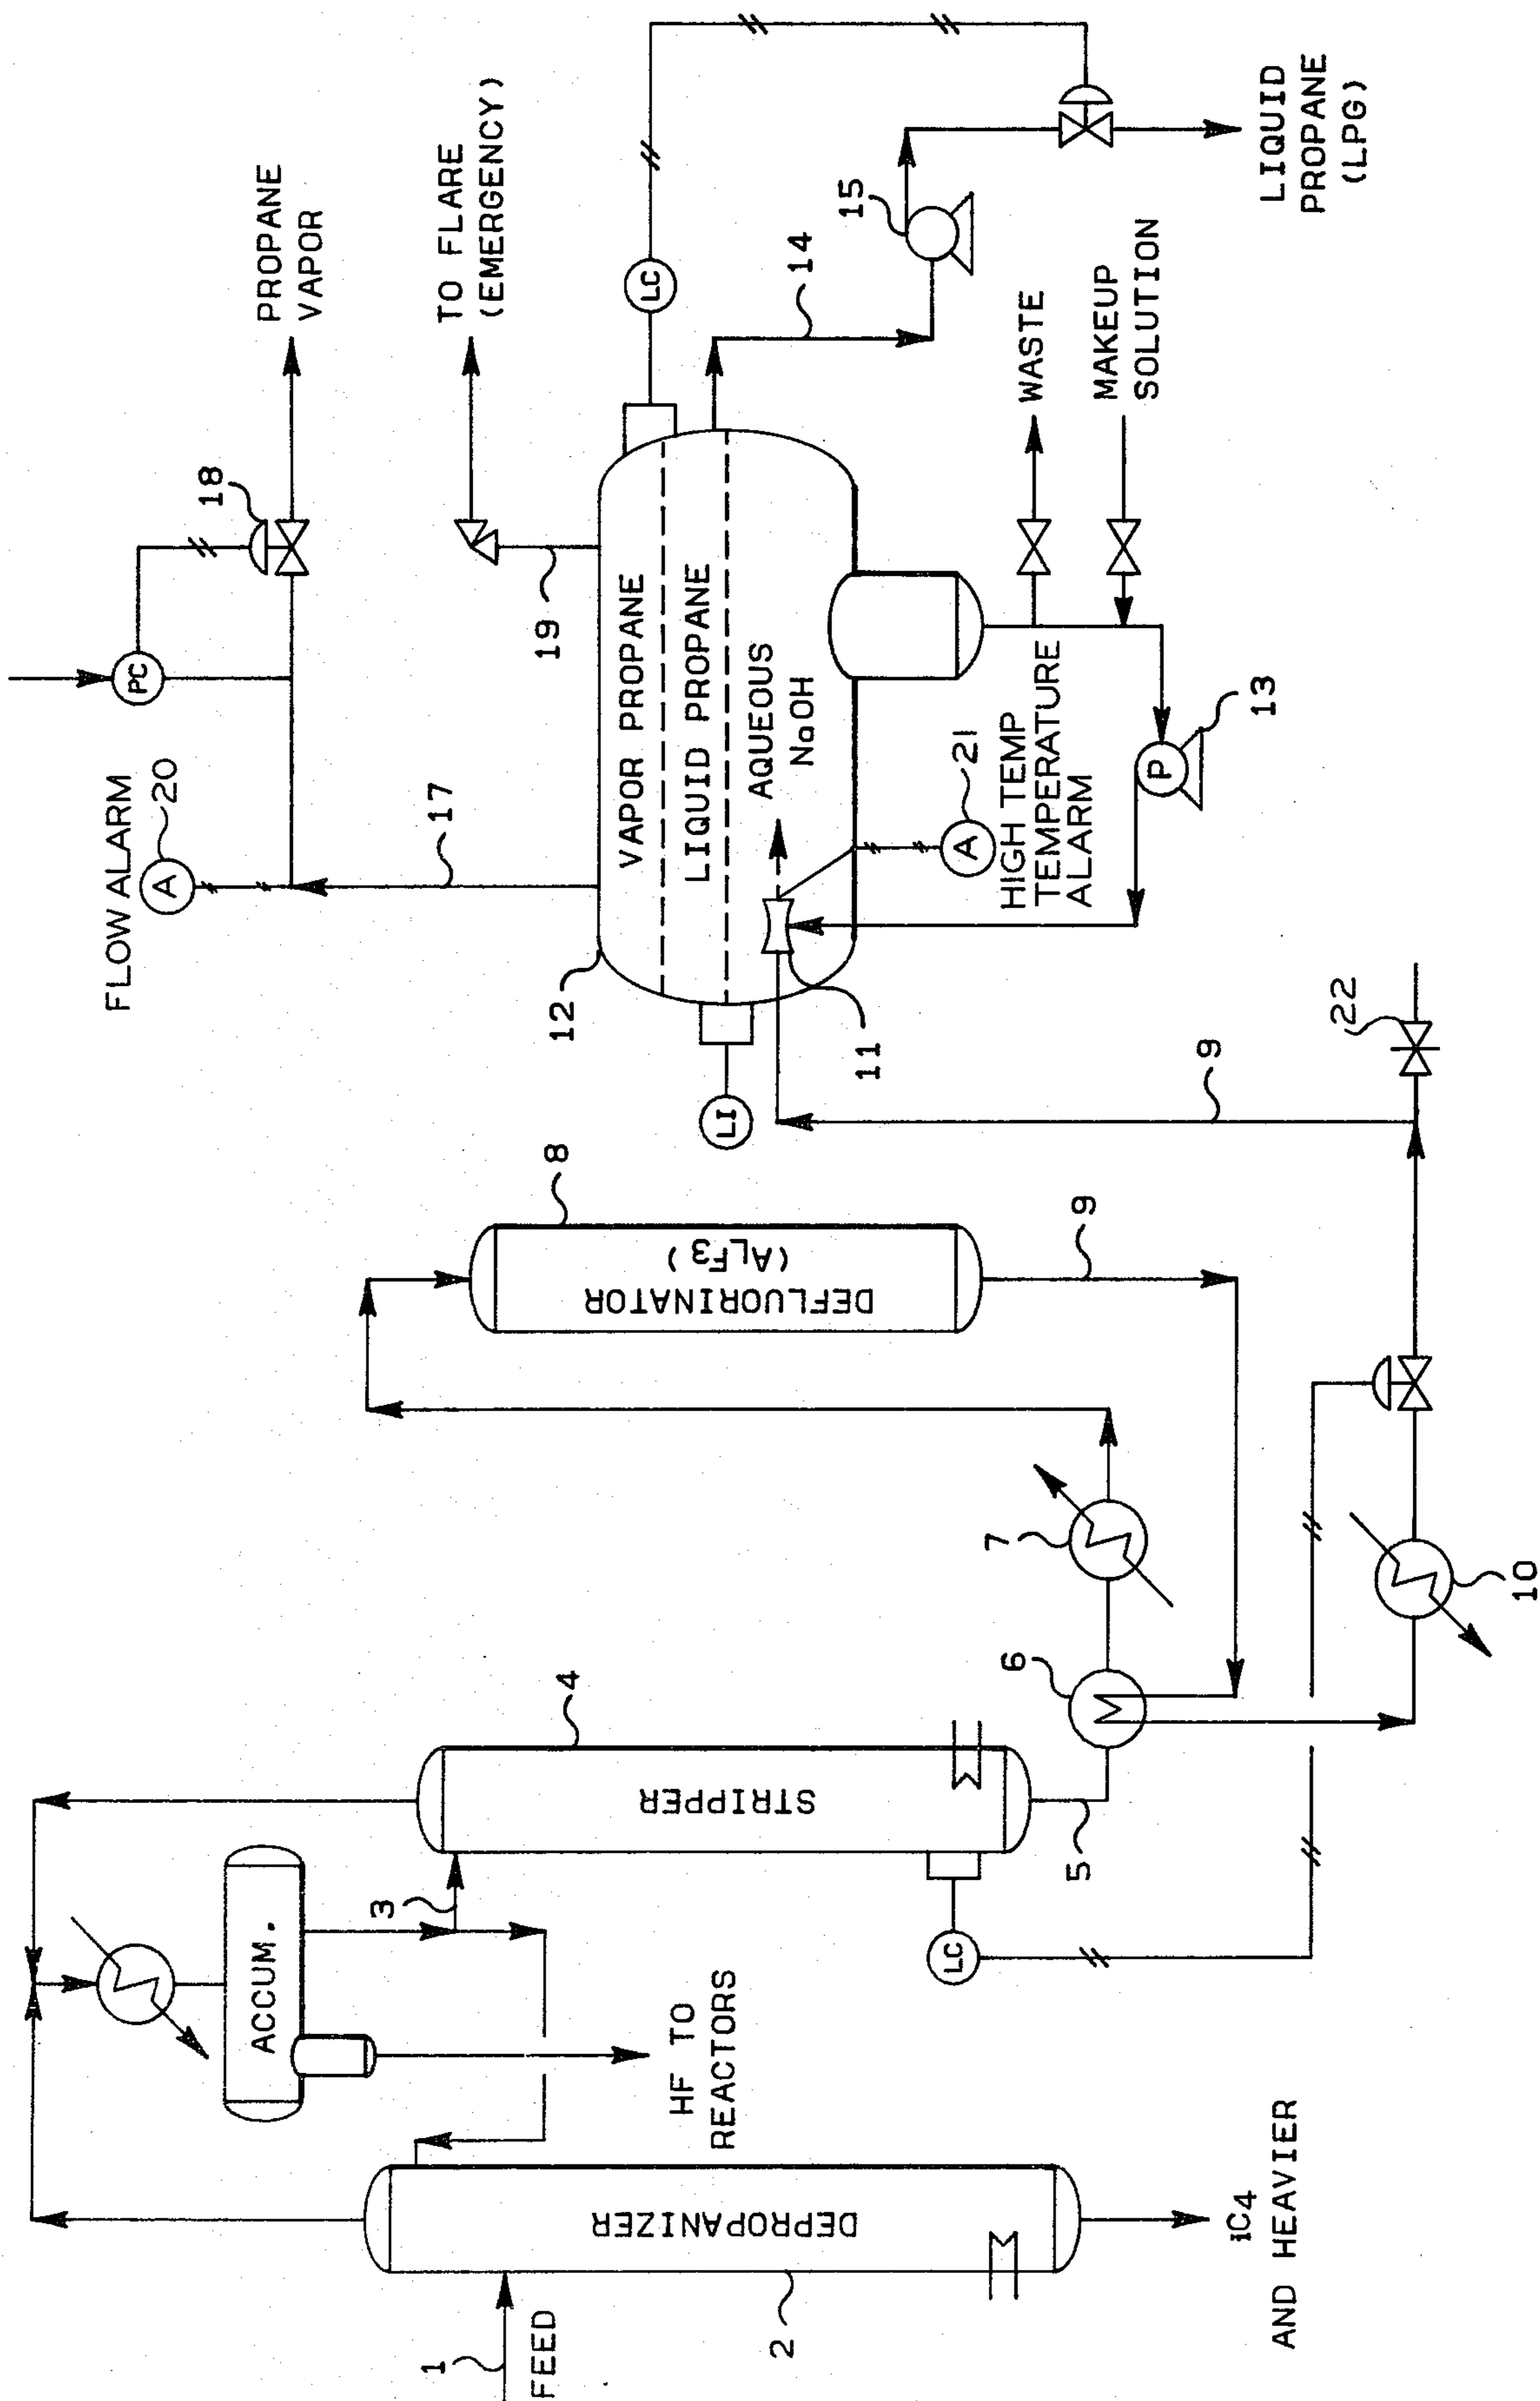 FEED
1
2
DEPROPANIZER
iC4
AND HEAVIER
ACCUM.
HF TO
REACTORS
3
4
STRIPPER
LC
5
6
7
8
DEFLUORINATOR
(ALF3)
9
10
9
22
LI
11
12
FLOW ALARM
A
20
17
PC
18
PROPANE
VAPOR
19
TO FLARE
(EMERGENCY)
VAPOR PROPANE
LIQUID PROPANE
AQUEOUS
NaOH
A
21
HIGH TEMP
TEMPERATURE
ALARM
P
13
WASTE
MAKEUP
SOLUTION
LC
14
15
LIQUID
PROPANE
(LPG)